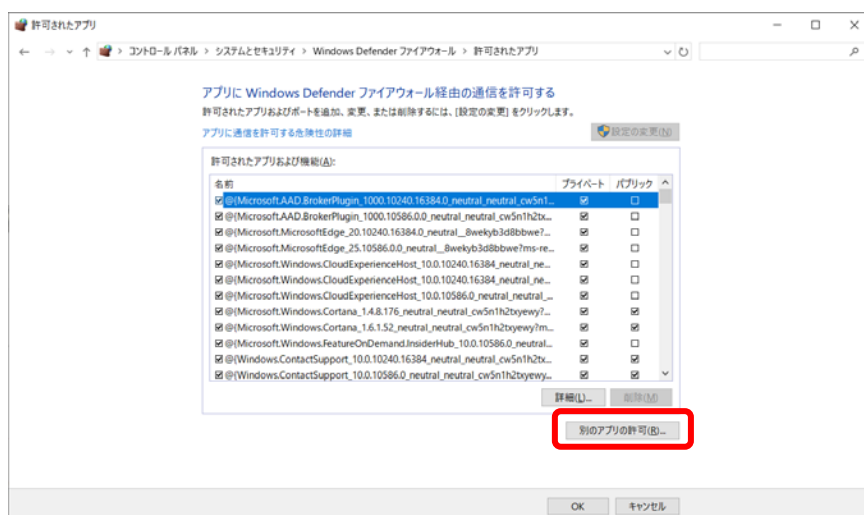 許可されたアプリ
コントロール パネル > システムとセキュリティ > Windows Defender ファイアウォール > 許可されたアプリ
アプリに Windows Defender ファイアウォール経由の通信を許可する
許可されたアプリおよびポートを追加、変更、または削除するには、[設定の変更] をクリックします。
アプリに通信を許可する危険性の詳細
設定の変更(N)
許可されたアプリおよび機能(A):
名前 プライベート パブリック
@{Microsoft.AAD.BrokerPlugin_1000.10240.16384.0_neutral_neutral_cw5n1...
@{Microsoft.AAD.BrokerPlugin_1000.10586.0.0_neutral_neutral_cw5n1h2tx...
@{Microsoft.MicrosoftEdge_20.10240.16384.0_neutral__8wekyb3d8bbwe?...
@{Microsoft.MicrosoftEdge_25.10586.0.0_neutral__8wekyb3d8bbwe?ms-re...
@{Microsoft.Windows.CloudExperienceHost_10.0.10240.16384_neutral_ne...
@{Microsoft.Windows.CloudExperienceHost_10.0.10240.16384_neutral_ne...
@{Microsoft.Windows.CloudExperienceHost_10.0.10586.0_neutral_neutral_...
@{Microsoft.Windows.Cortana_1.4.8.176_neutral_neutral_cw5n1h2txyewy?...
@{Microsoft.Windows.Cortana_1.6.1.52_neutral_neutral_cw5n1h2txyewy?m...
@{Microsoft.Windows.FeatureOnDemand.InsiderHub_10.0.10586.0_neutral...
@{Windows.ContactSupport_10.0.10240.16384_neutral_neutral_cw5n1h2tx...
@{Windows.ContactSupport_10.0.10586.0_neutral_neutral_cw5n1h2txyewy...
詳細(L)... 削除(M)
別のアプリの許可(R)...
OK キャンセル